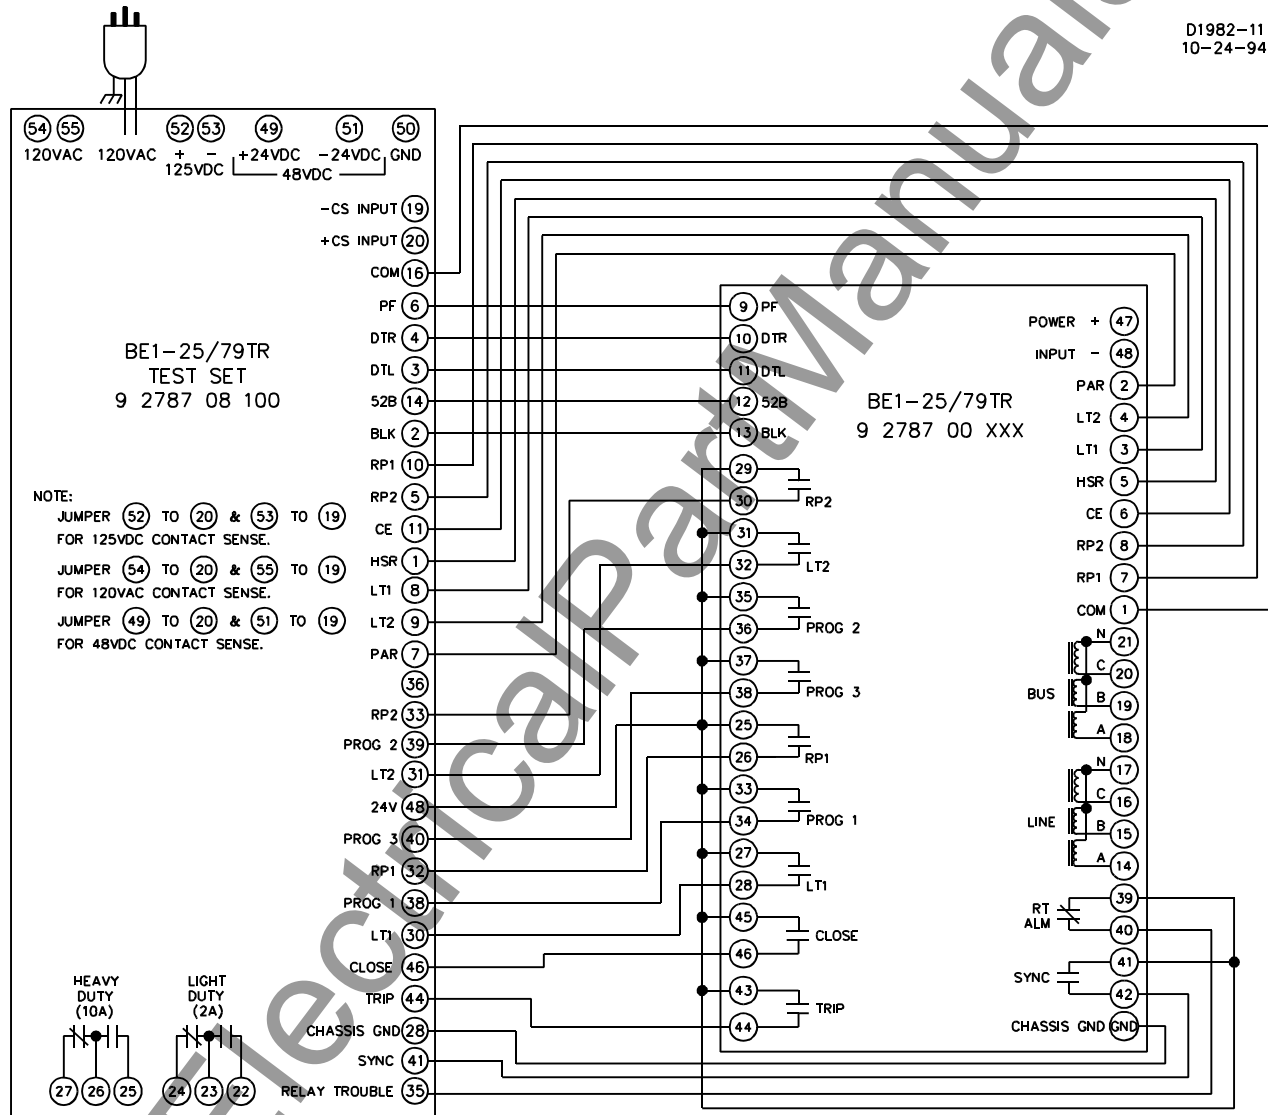 D1982-11
10-24-94
54 55 52 53 49 51 50
120VAC 120VAC + - +24VDC -24VDC GND
125VDC 48VDC
-CS INPUT 19
+CS INPUT 20
COM 16
PF 6
DTR 4
DTL 3
52B 14
BLK 2
RP1 10
RP2 5
CE 11
HSR 1
LT1 8
LT2 9
PAR 7
36
RP2 33
PROG 2 39
LT2 31
24V 48
PROG 3 40
RP1 32
PROG 1 38
LT1 30
CLOSE 46
TRIP 44
CHASSIS GND 28
SYNC 41
RELAY TROUBLE 35
BE1-25/79TR
TEST SET
9 2787 08 100
NOTE:
JUMPER 52 TO 20 & 53 TO 19
FOR 125VDC CONTACT SENSE.
JUMPER 54 TO 20 & 55 TO 19
FOR 120VAC CONTACT SENSE.
JUMPER 49 TO 20 & 51 TO 19
FOR 48VDC CONTACT SENSE.
HEAVY
DUTY
(10A)
27 26 25
LIGHT
DUTY
(2A)
24 23 22
9 PF
10 DTR
11 DTL
12 52B
13 BLK
29
30 RP2
31
32 LT2
35
36 PROG 2
37
38 PROG 3
25
26 RP1
33
34 PROG 1
27
28 LT1
45
CLOSE
46
43
TRIP
44
BE1-25/79TR
9 2787 00 XXX
POWER + 47
INPUT - 48
PAR 2
LT2 4
LT1 3
HSR 5
CE 6
RP2 8
RP1 7
COM 1
N 21
C 20
BUS
B 19
A 18
N 17
C 16
LINE
B 15
A 14
39
RT
ALM
40
41
SYNC
42
CHASSIS GND GND
ElectricalPartManuals